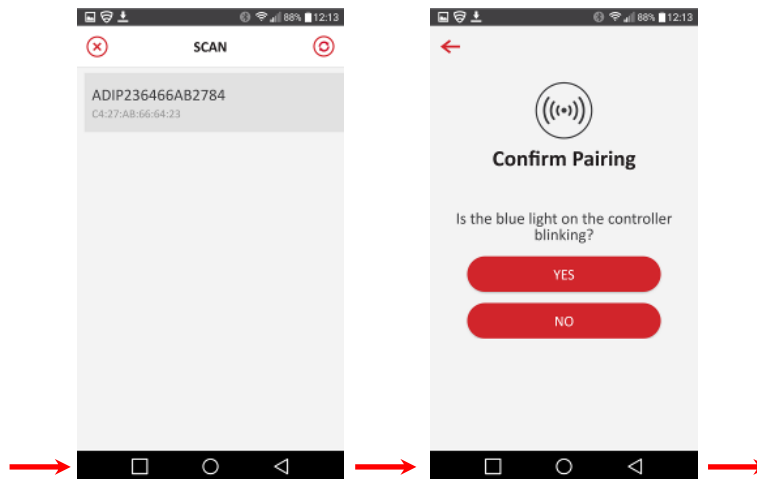 88% 12:13
SCAN
ADIP236466AB2784
C4:27:AB:66:64:23
88% 12:13
Confirm Pairing
Is the blue light on the controller
blinking?
YES
NO